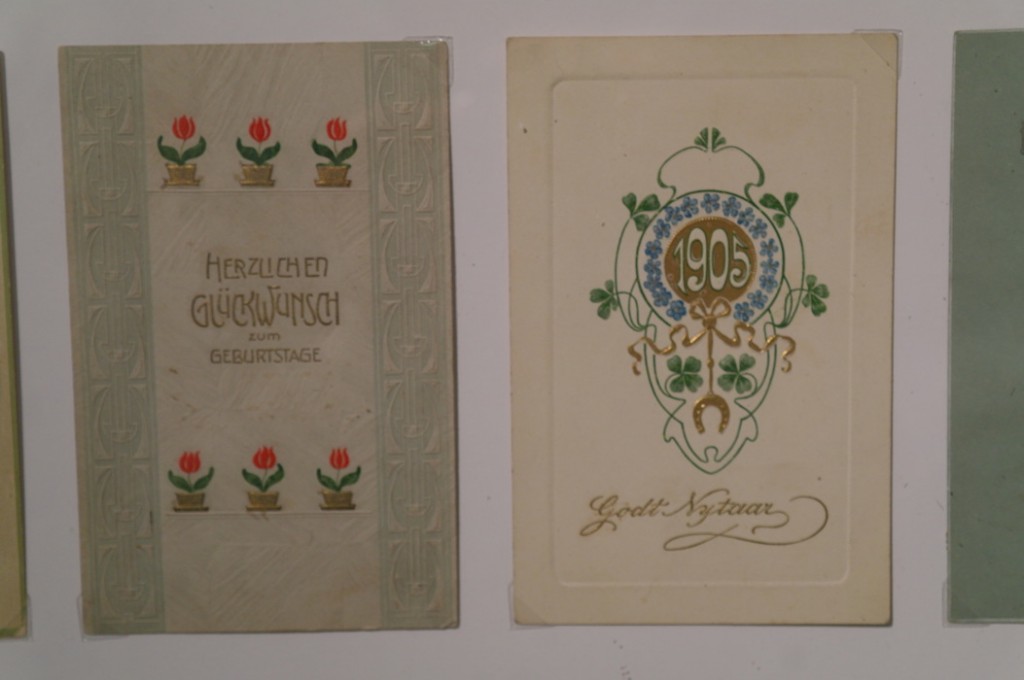 HERZLICHEN
GLÜCKWUNSCH
ZUM
GEBURTSTAGE
1905
Godt Nytaar